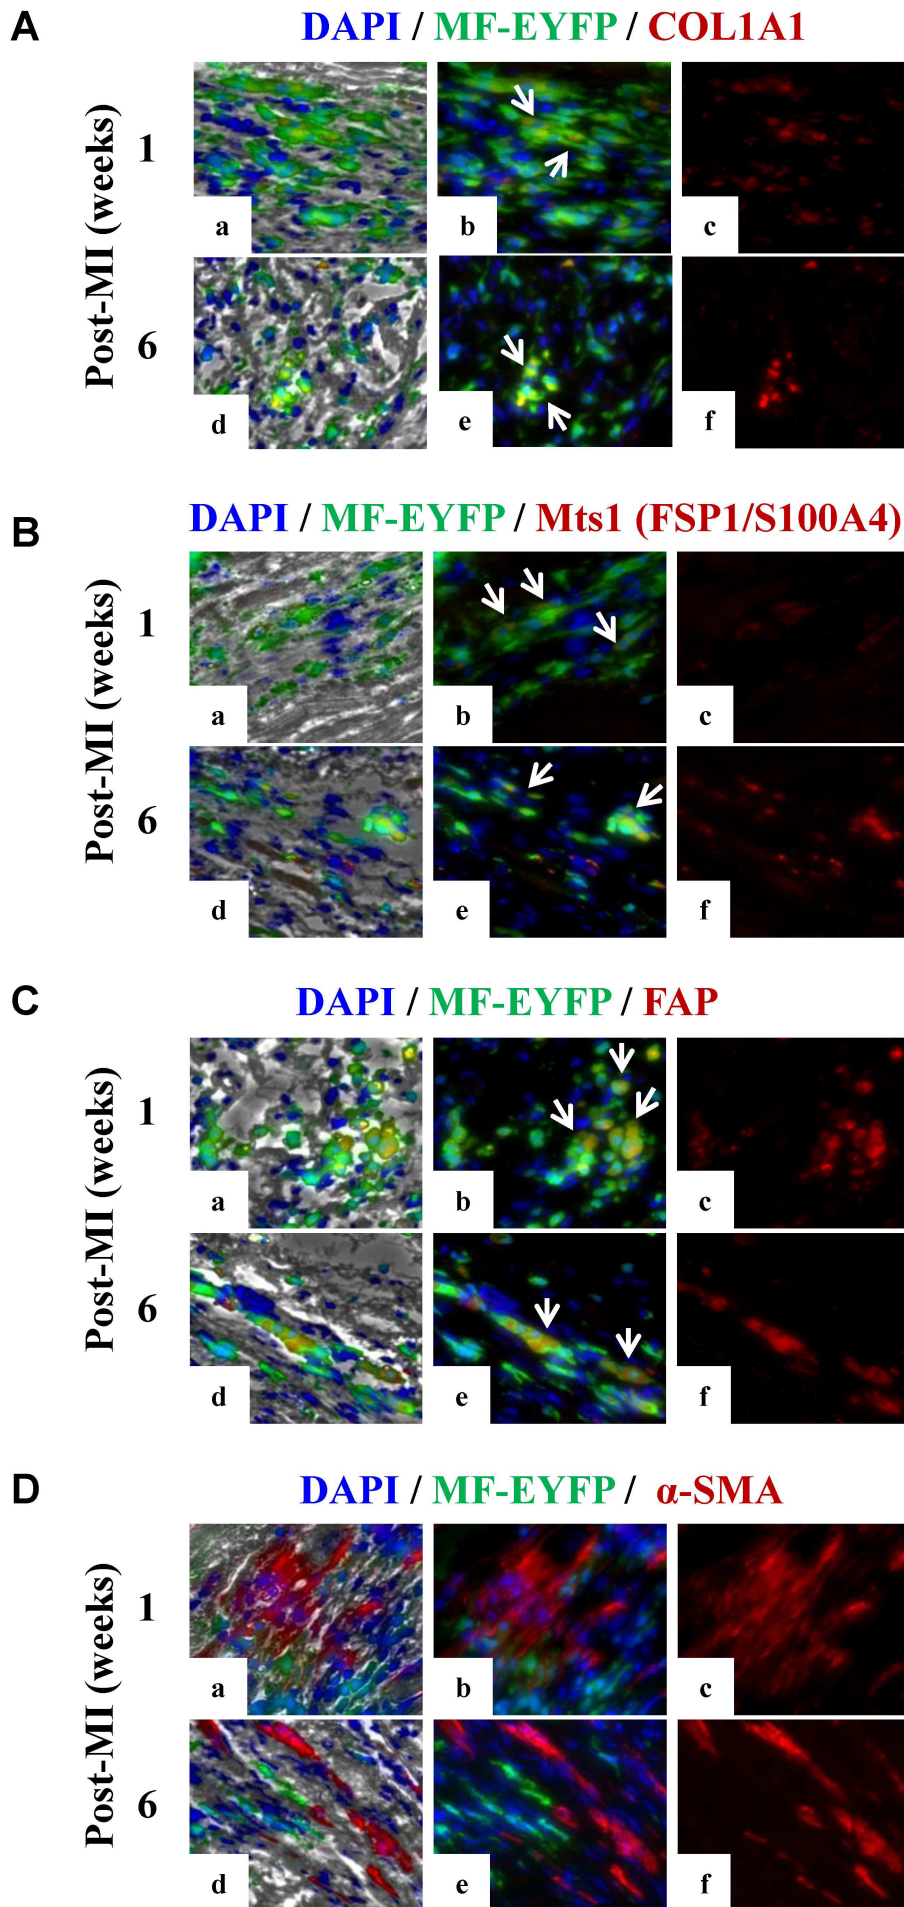 A
DAPI / MF-EYFP / COL1A1
Post-MI (weeks)
1
a
b
c
6
d
e
f
B
DAPI / MF-EYFP / Mts1 (FSP1/S100A4)
Post-MI (weeks)
1
a
b
c
6
d
e
f
C
DAPI / MF-EYFP / FAP
Post-MI (weeks)
1
a
b
c
6
d
e
f
D
DAPI / MF-EYFP / α-SMA
Post-MI (weeks)
1
a
b
c
6
d
e
f